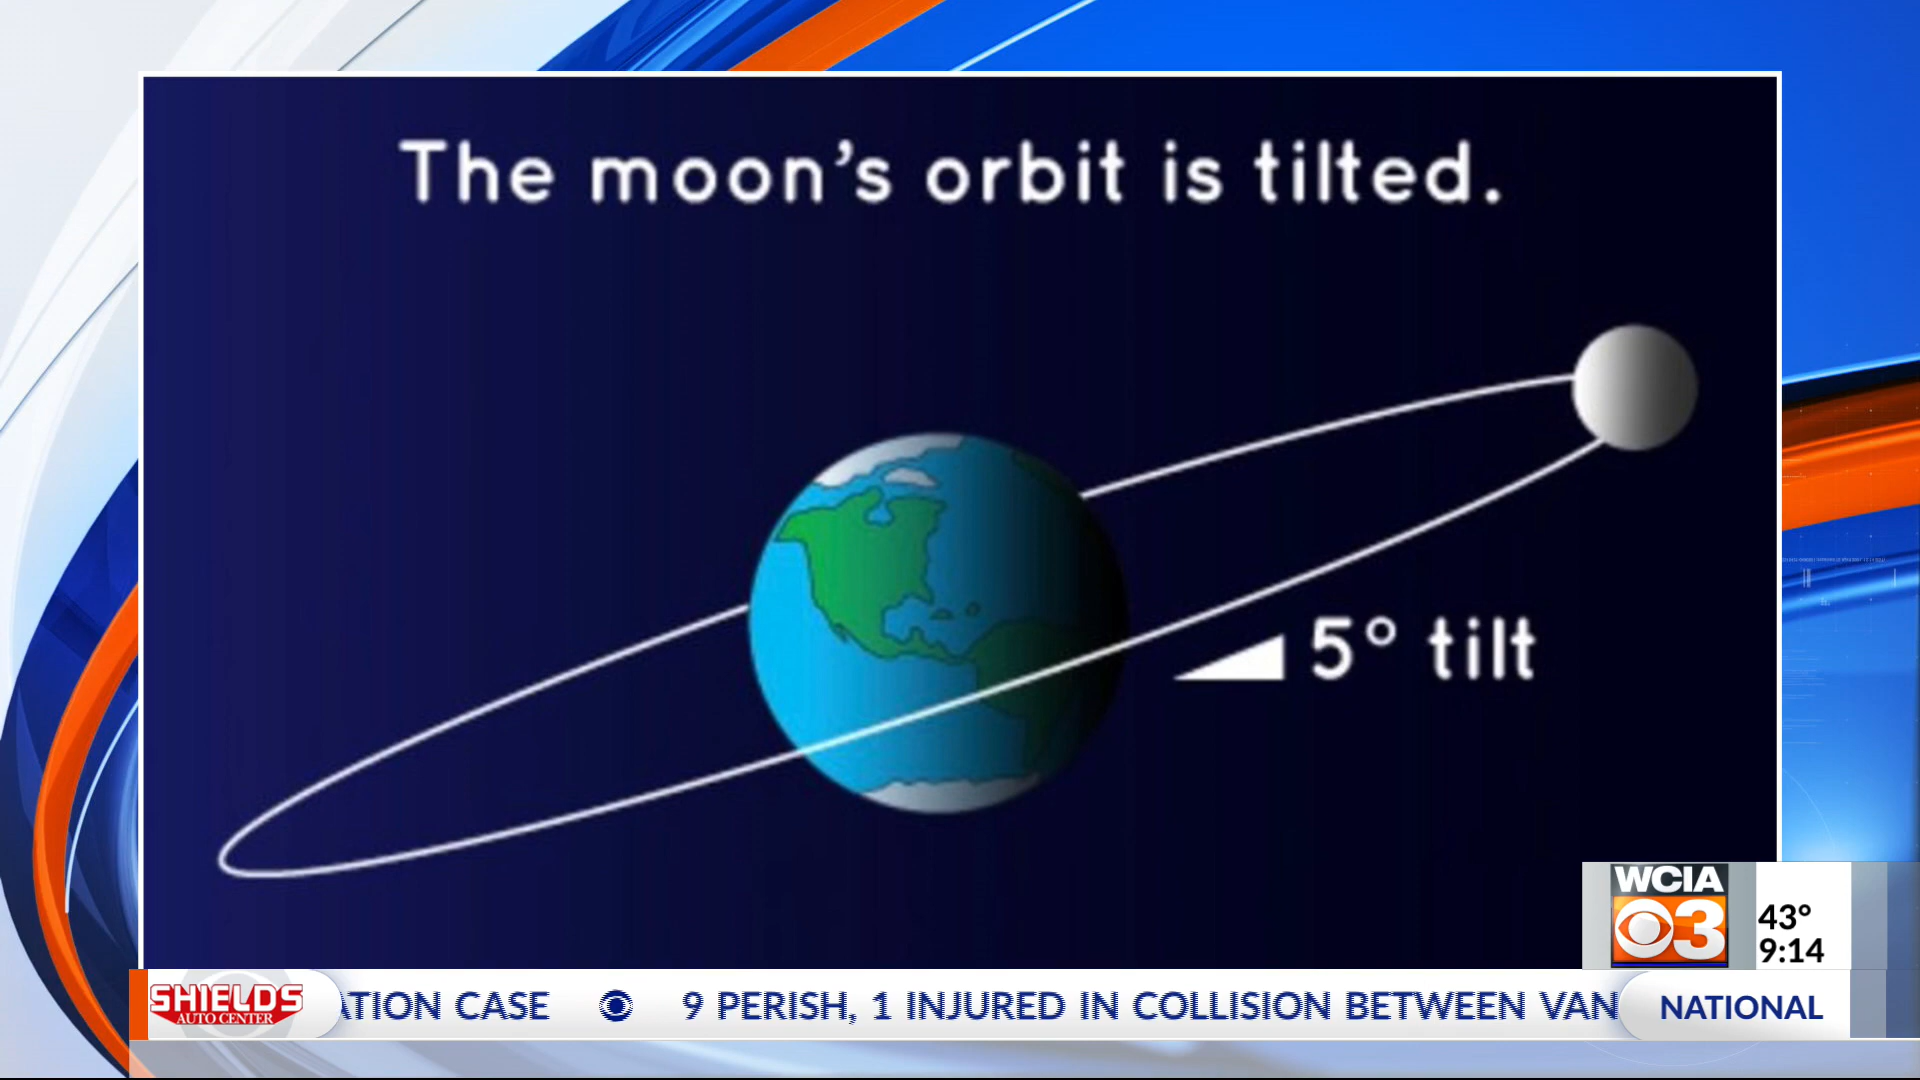 The moon's orbit is tilted.
5° tilt
WCIA
3
43°
9:14
SHIELDS
AUTO CENTER
ATION CASE 9 PERISH, 1 INJURED IN COLLISION BETWEEN VAN
NATIONAL